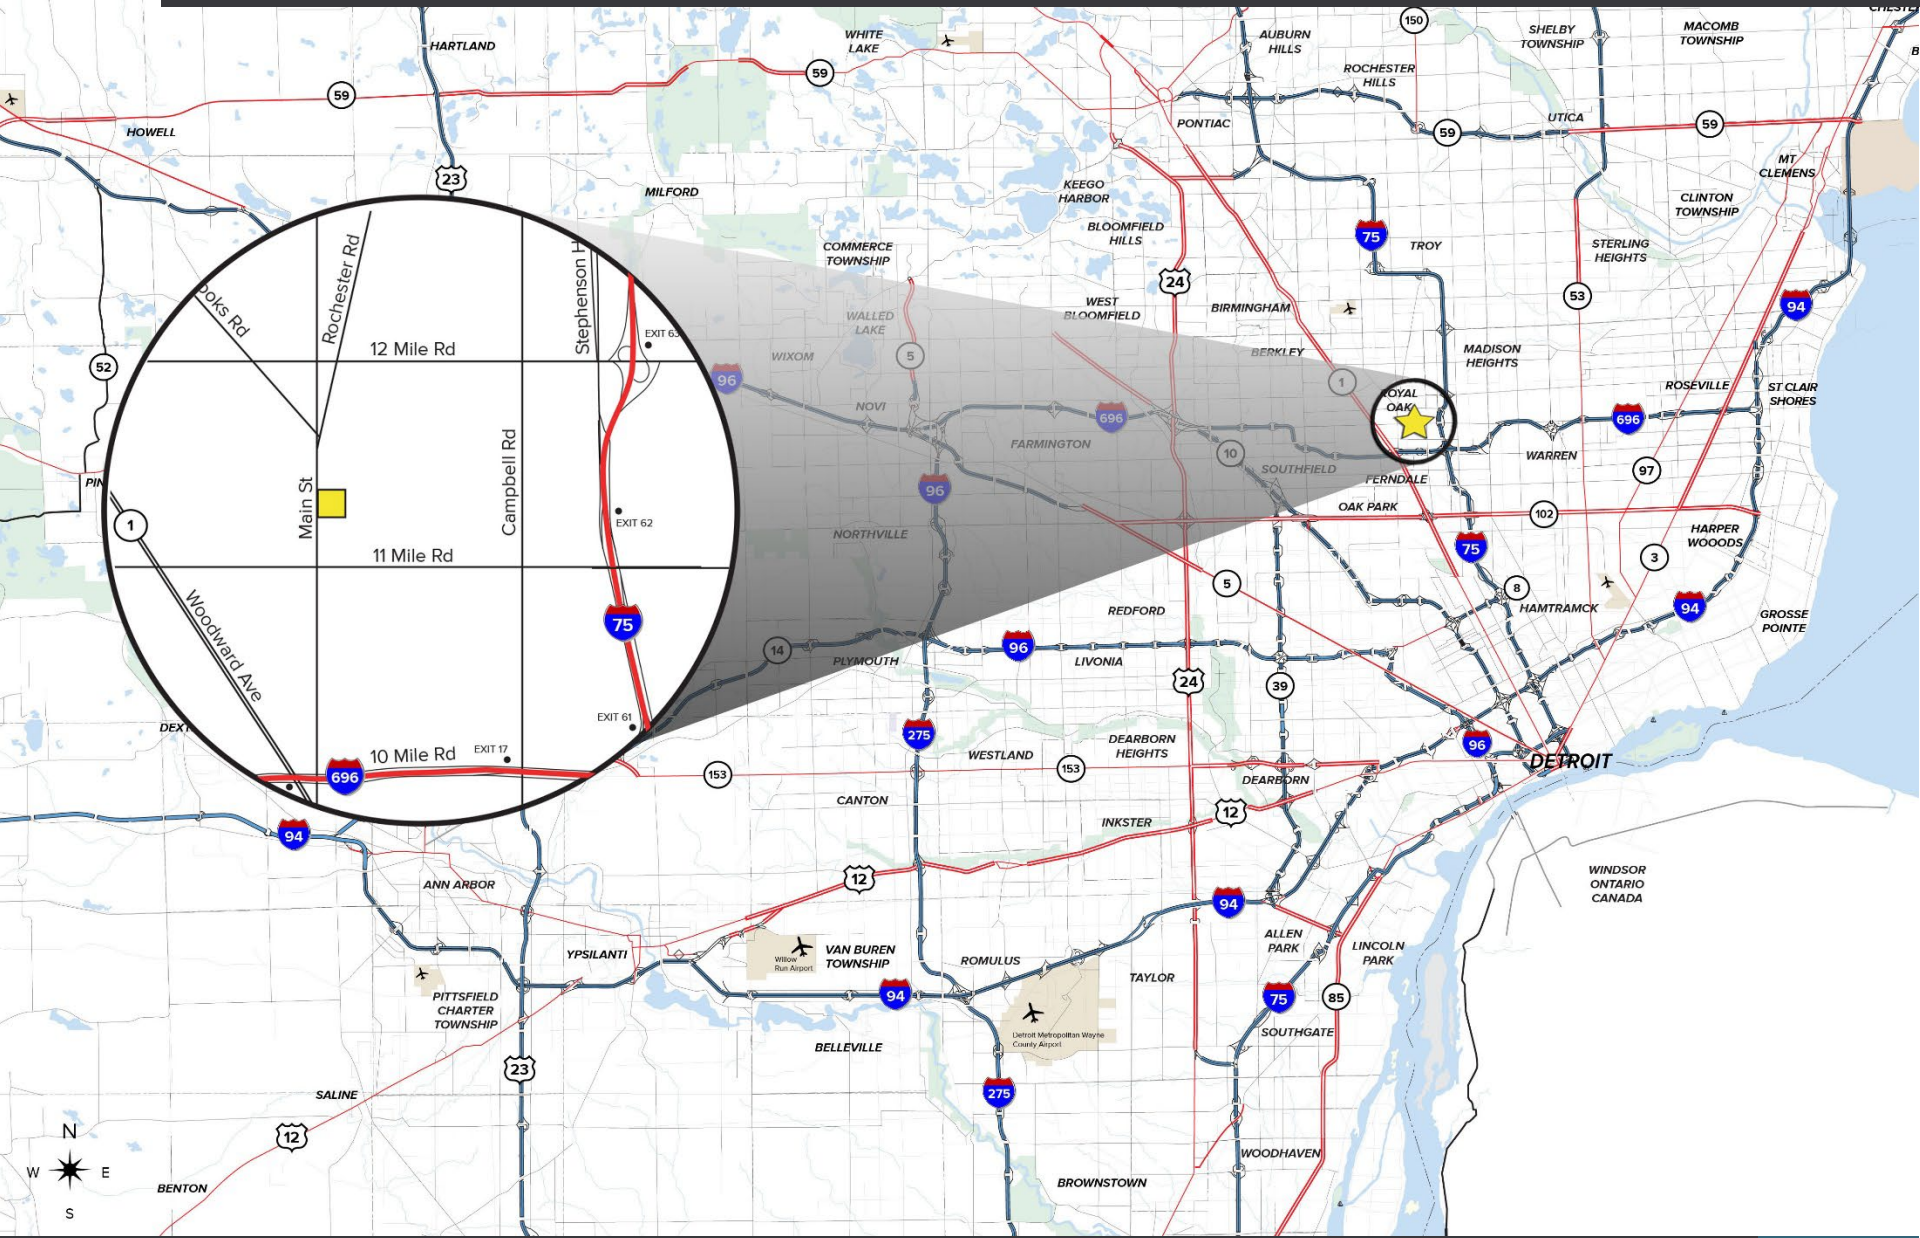 150
CHESTE
HARTLAND
WHITE
LAKE
AUBURN
HILLS
SHELBY
TOWNSHIP
MACOMB
TOWNSHIP
B
59
59
ROCHESTER
HILLS
HOWELL
PONTIAC
59
UTICA
59
23
MILFORD
KEEGO
HARBOR
MT
CLEMENS
CLINTON
TOWNSHIP
BLOOMFIELD
HILLS
75
TROY
COMMERCE
TOWNSHIP
STERLING
HEIGHTS
24
53
94
WEST
BLOOMFIELD
BIRMINGHAM
WALLED
LAKE
ooks Rd
Rochester Rd
Stephenson H
EXIT 63
12 Mile Rd
52
WIXOM
5
BERKLEY
MADISON
HEIGHTS
96
1
ROSEVILLE
ST CLAIR
SHORES
NOVI
696
OYAL
OAK
696
FARMINGTON
10
SOUTHFIELD
WARREN
97
FERNDALE
PIN
Main St
Campbell Rd
EXIT 62
96
OAK PARK
102
1
NORTHVILLE
75
HARPER
WOOODS
11 Mile Rd
3
5
8
HAMTRAMCK
94
GROSSE
POINTE
Woodward Ave
75
REDFORD
14
PLYMOUTH
96
LIVONIA
24
39
DEXT
EXIT 61
275
10 Mile Rd
EXIT 17
696
WESTLAND
DEARBORN
HEIGHTS
96
DETROIT
153
153
DEARBORN
CANTON
12
INKSTER
94
ANN ARBOR
12
WINDSOR
ONTARIO
CANADA
94
YPSILANTI
Willow
Run Airport
VAN BUREN
TOWNSHIP
ROMULUS
ALLEN
PARK
LINCOLN
PARK
TAYLOR
94
75
85
PITTSFIELD
CHARTER
TOWNSHIP
Detroit Metropolitan Wayne
County Airport
SOUTHGATE
BELLEVILLE
23
275
SALINE
12
N
W
E
S
BENTON
WOODHAVEN
BROWNSTOWN